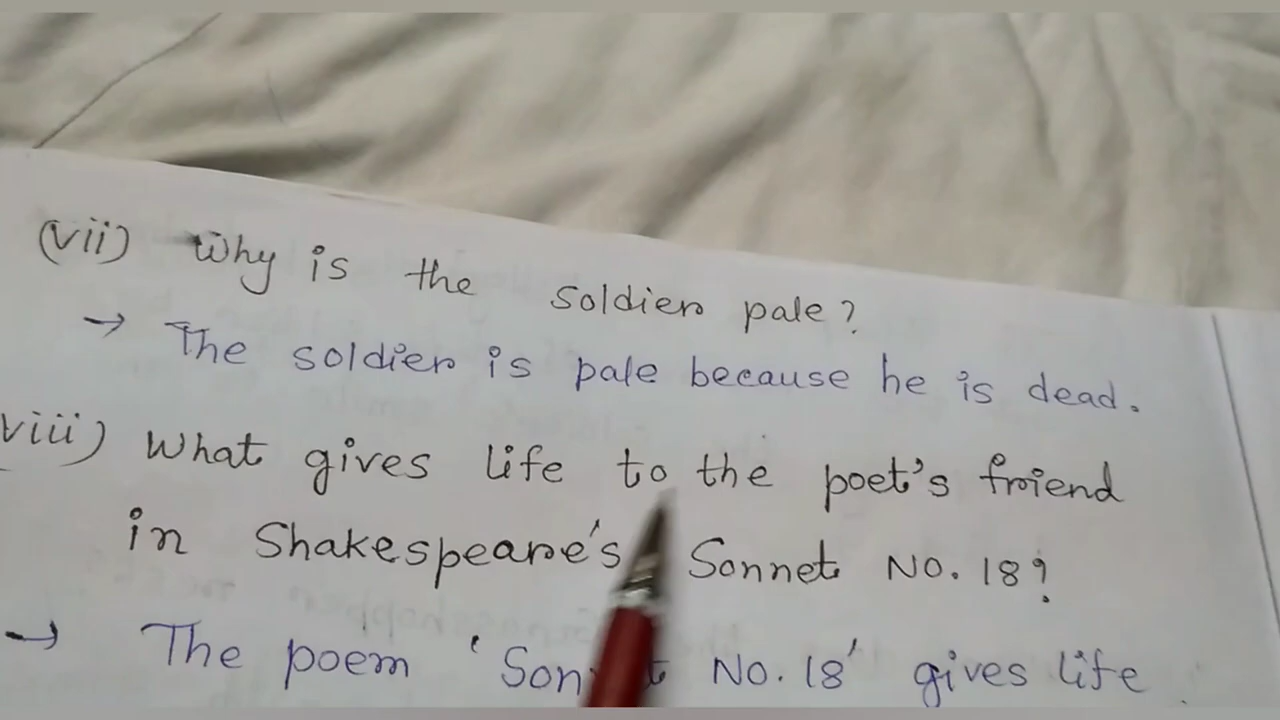 (vii) Why is the soldier pale?
→ The soldier is pale because he is dead.
viii) What gives life to the poet's friend
in Shakespeare's Sonnet No. 18?
→ The poem ' No. 18' gives life